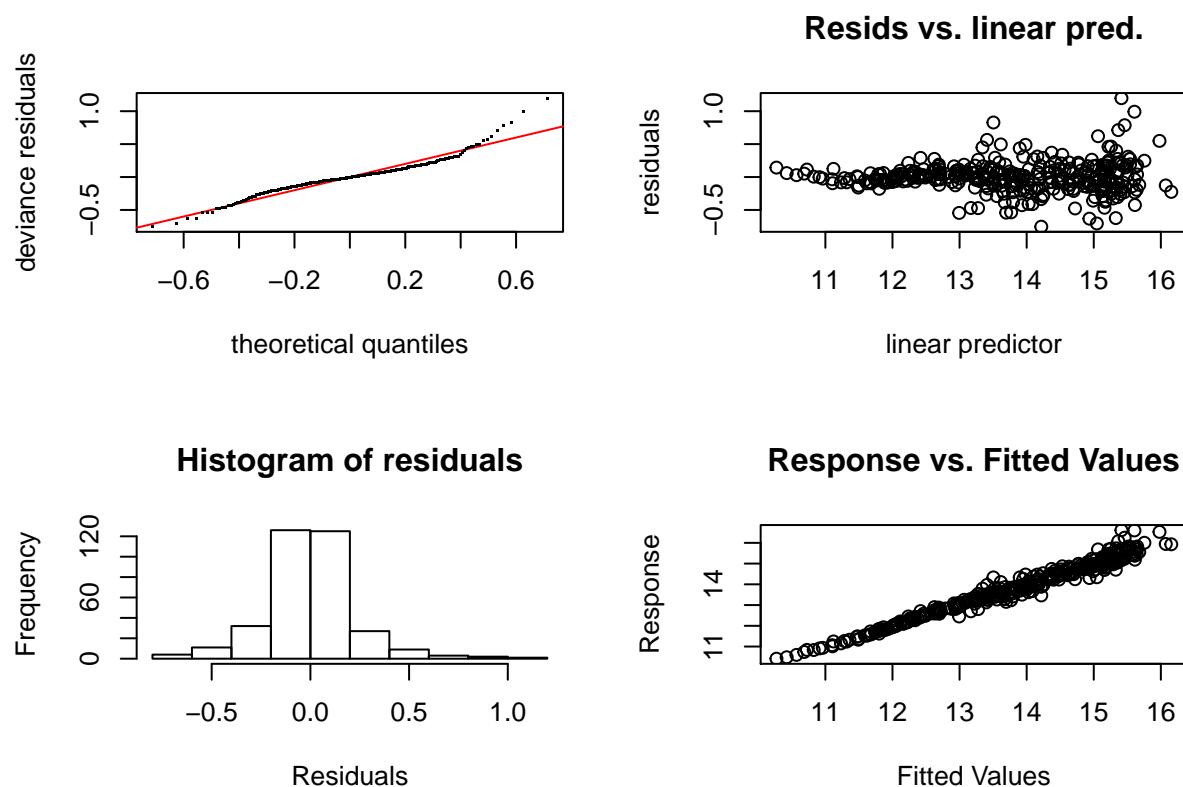 deviance residuals
1.0
−0.5
−0.6
−0.2
0.2
0.6
theoretical quantiles
Resids vs. linear pred.
residuals
1.0
−0.5
11 12 13 14 15 16
linear predictor
Histogram of residuals
Frequency
120
60
0
−0.5
0.0
0.5
1.0
Residuals
Response vs. Fitted Values
Response
14
11
11 12 13 14 15 16
Fitted Values